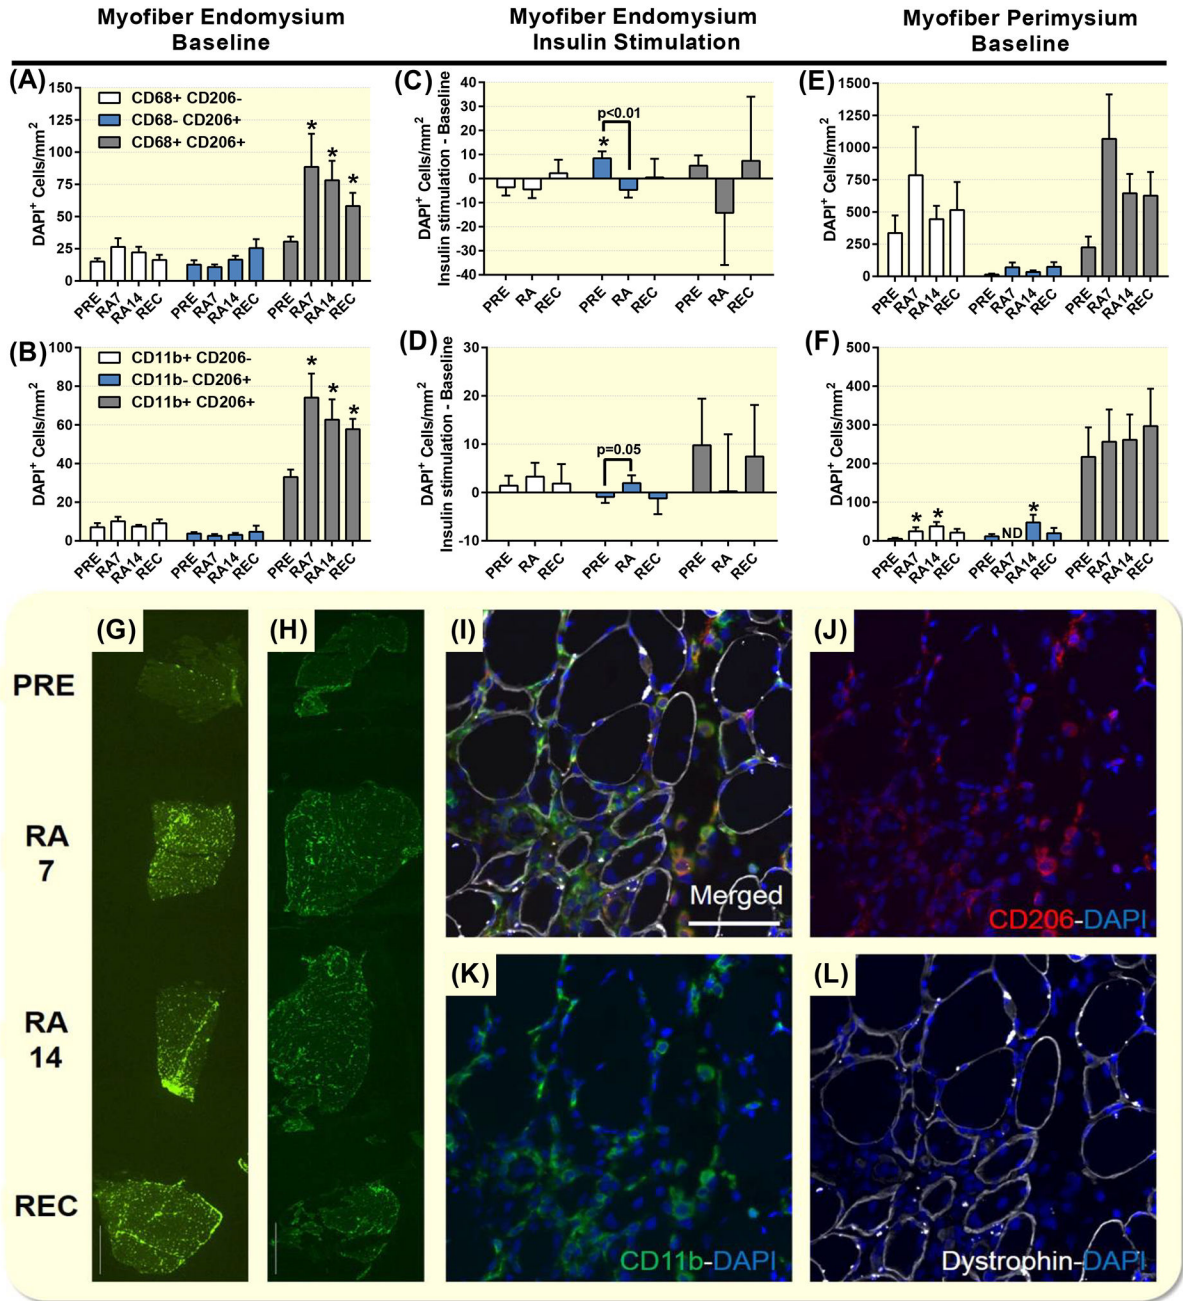 Myofiber Endomysium
Baseline
Myofiber Endomysium
Insulin Stimulation
Myofiber Perimysium
Baseline
(A)
150
125
100
75
50
25
0
DAPI+ Cells/mm2
CD68+ CD206-
CD68- CD206+
CD68+ CD206+
* * *
PRE RA7 RA14 REC PRE RA7 RA14 REC PRE RA7 RA14 REC
(C)
40
30
20
10
0
-10
-20
-30
-40
DAPI+ Cells/mm2
Insulin stimulation - Baseline
p<0.01
*
PRE RA REC PRE RA REC PRE RA REC
(E)
1500
1250
1000
750
500
250
0
DAPI+ Cells/mm2
PRE RA7 RA14 REC PRE RA7 RA14 REC PRE RA7 RA14 REC
(B)
100
80
60
40
20
0
DAPI+ Cells/mm2
CD11b+ CD206-
CD11b- CD206+
CD11b+ CD206+
* * *
PRE RA7 RA14 REC PRE RA7 RA14 REC PRE RA7 RA14 REC
(D)
30
20
10
0
-10
DAPI+ Cells/mm2
Insulin stimulation - Baseline
p=0.05
PRE RA REC PRE RA REC PRE RA REC
(F)
500
400
300
200
100
0
DAPI+ Cells/mm2
* * ND *
PRE RA7 RA14 REC PRE RA7 RA14 REC PRE RA7 RA14 REC
(G)
(H)
PRE
RA
7
RA
14
REC
(I)
Merged
(J)
CD206-DAPI
(K)
CD11b-DAPI
(L)
Dystrophin-DAPI